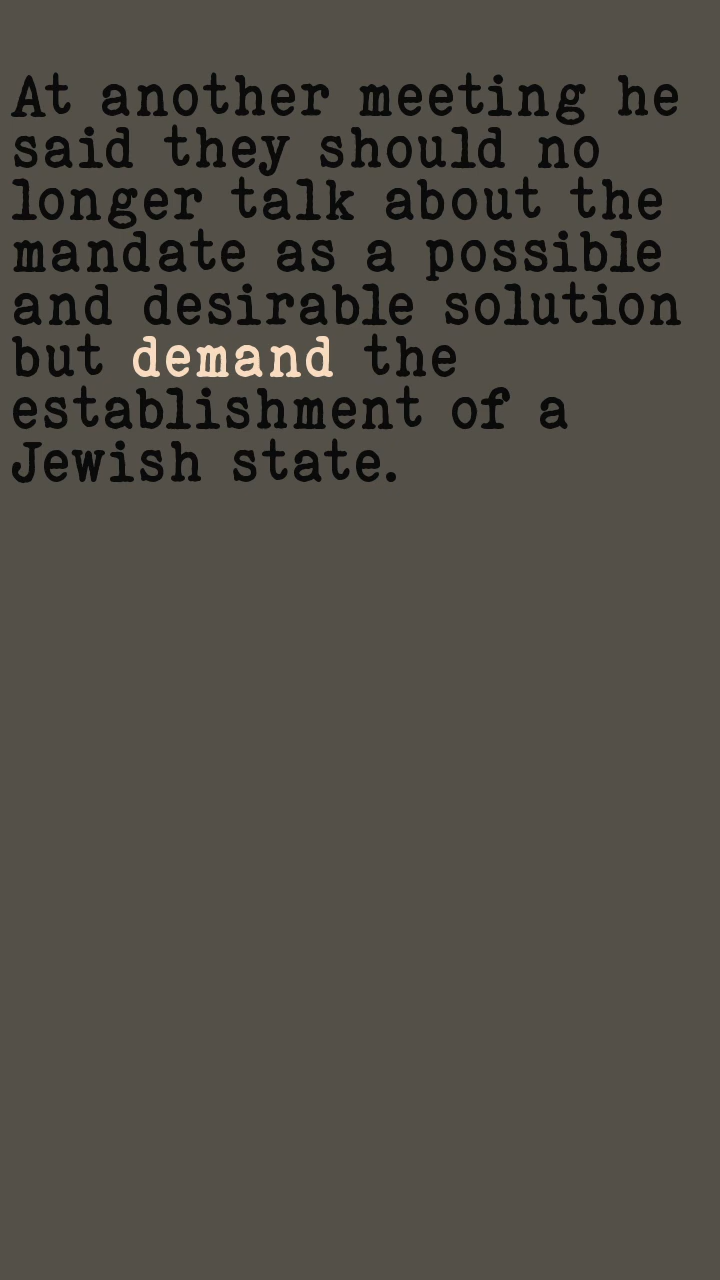 At another meeting he
said they should no
longer talk about the
mandate as a possible
and desirable solution
but demand the
establishment of a
Jewish state.